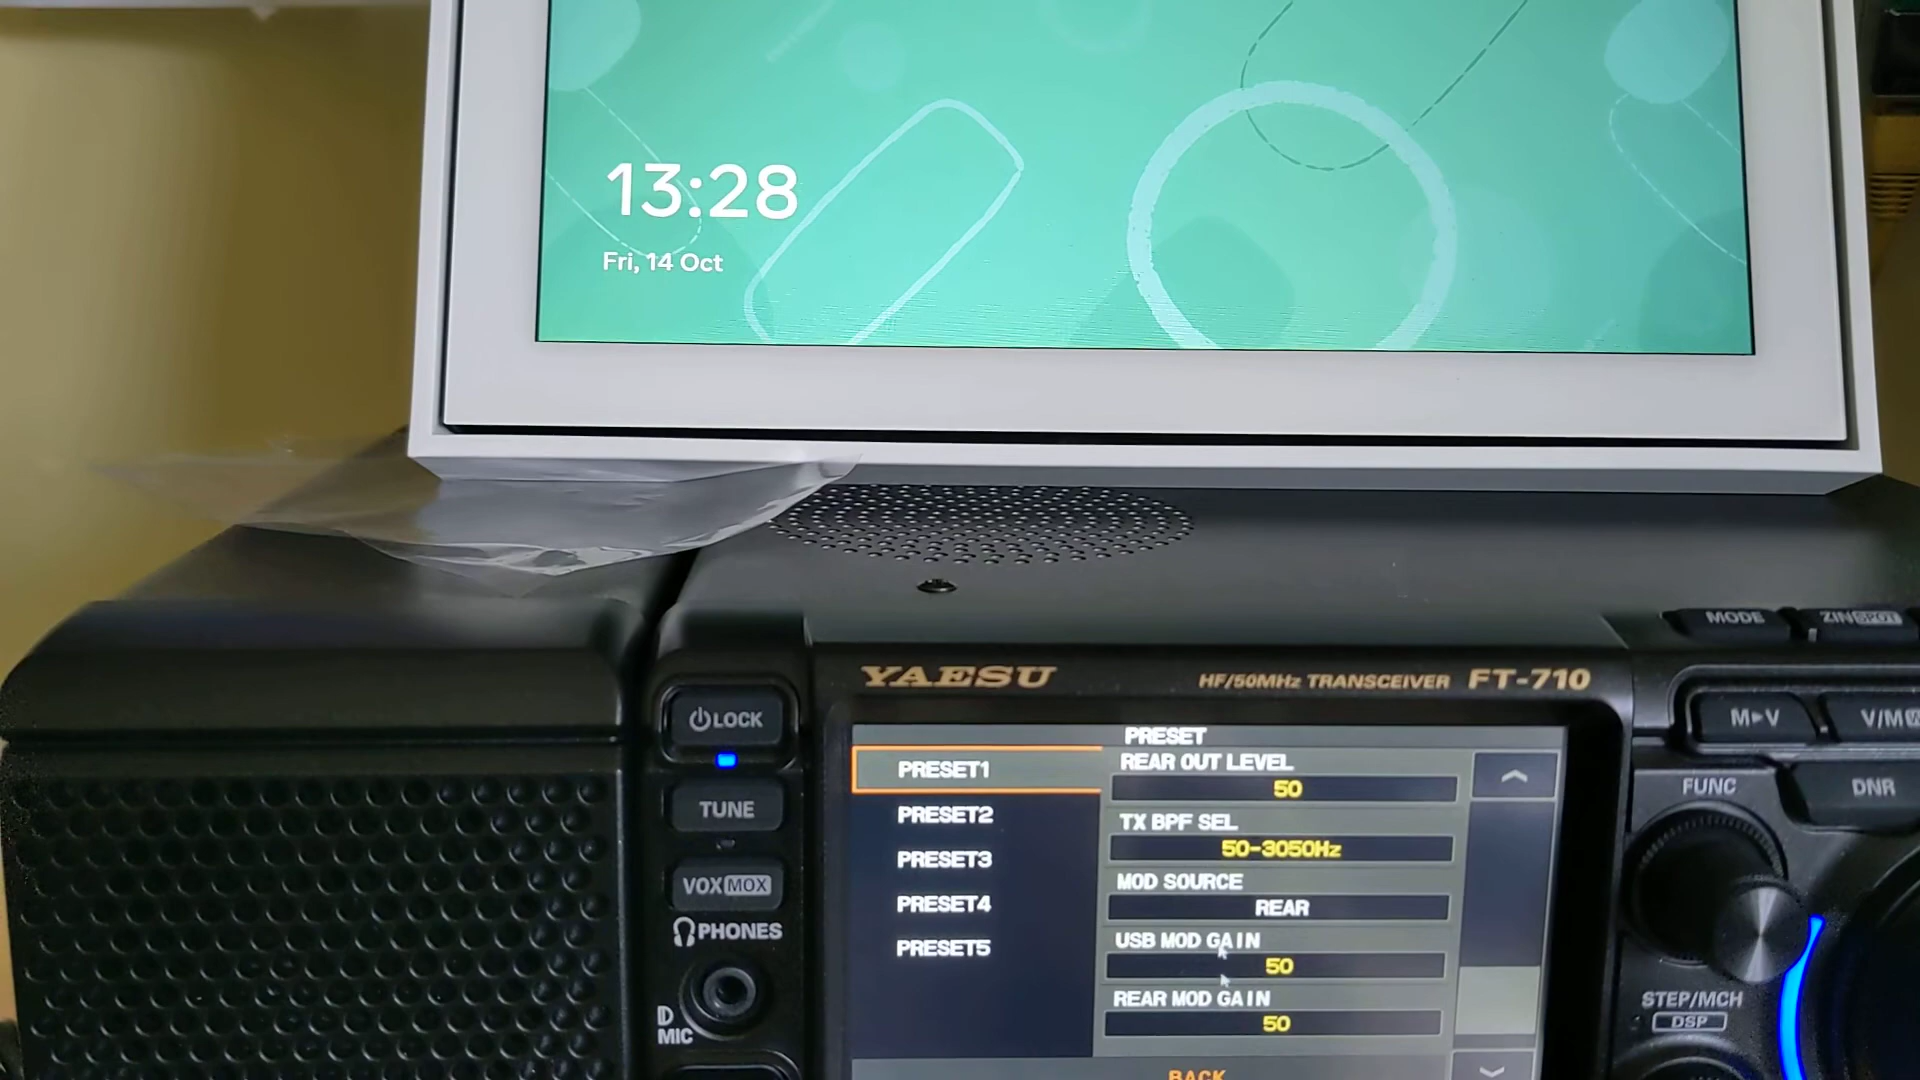 13:28
Fri, 14 Oct
MODE
ZIN SPOT
YAESU
HF/50MHz TRANSCEIVER FT-710
LOCK
M▶V
V/M
TUNE
FUNC
DNR
VOX MOX
PHONES
MIC
STEP/MCH
DSP
PRESET
PRESET1
PRESET2
PRESET3
PRESET4
PRESET5
REAR OUT LEVEL
50
TX BPF SEL
50-3050Hz
MOD SOURCE
REAR
USB MOD GAIN
50
REAR MOD GAIN
50
BACK